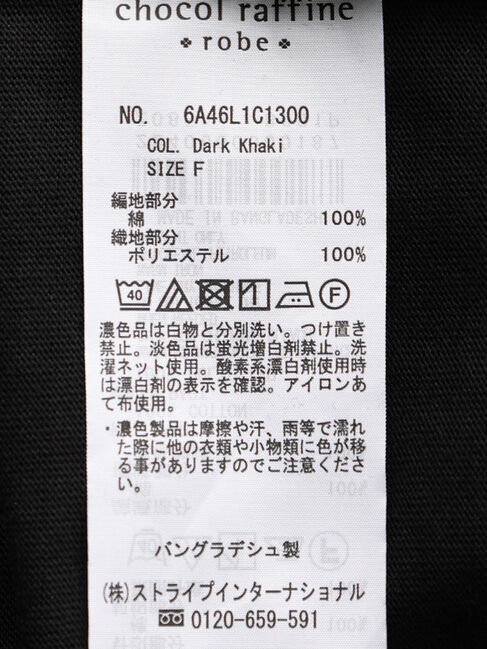 chocol raffine
robe
NO. 6A46L1C1300
COL. Dark Khaki
SIZE F
編地部分
綿 100%
織地部分
ポリエステル 100%
40 F
濃色品は白物と分別洗い。つけ置き
禁止。淡色品は蛍光増白剤禁止。洗
濯ネット使用。酸素系漂白剤使用時
は漂白剤の表示を確認。アイロンあ
て布使用。
・濃色製品は摩擦や汗、雨等で濡れ
た際に他の衣類や小物類に色が移
る事がありますのでご注意くださ
い。
バングラデシュ製
(株)ストライプインターナショナル
0120-659-591